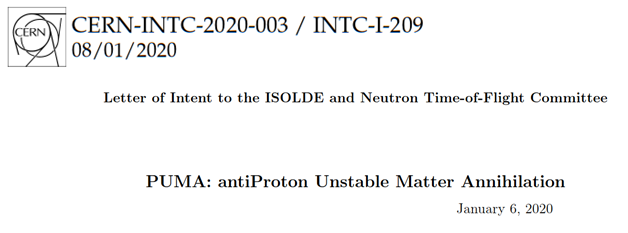 CERN
CERN-INTC-2020-003 / INTC-I-209
08/01/2020
Letter of Intent to the ISOLDE and Neutron Time-of-Flight Committee
PUMA: antiProton Unstable Matter Annihilation
January 6, 2020